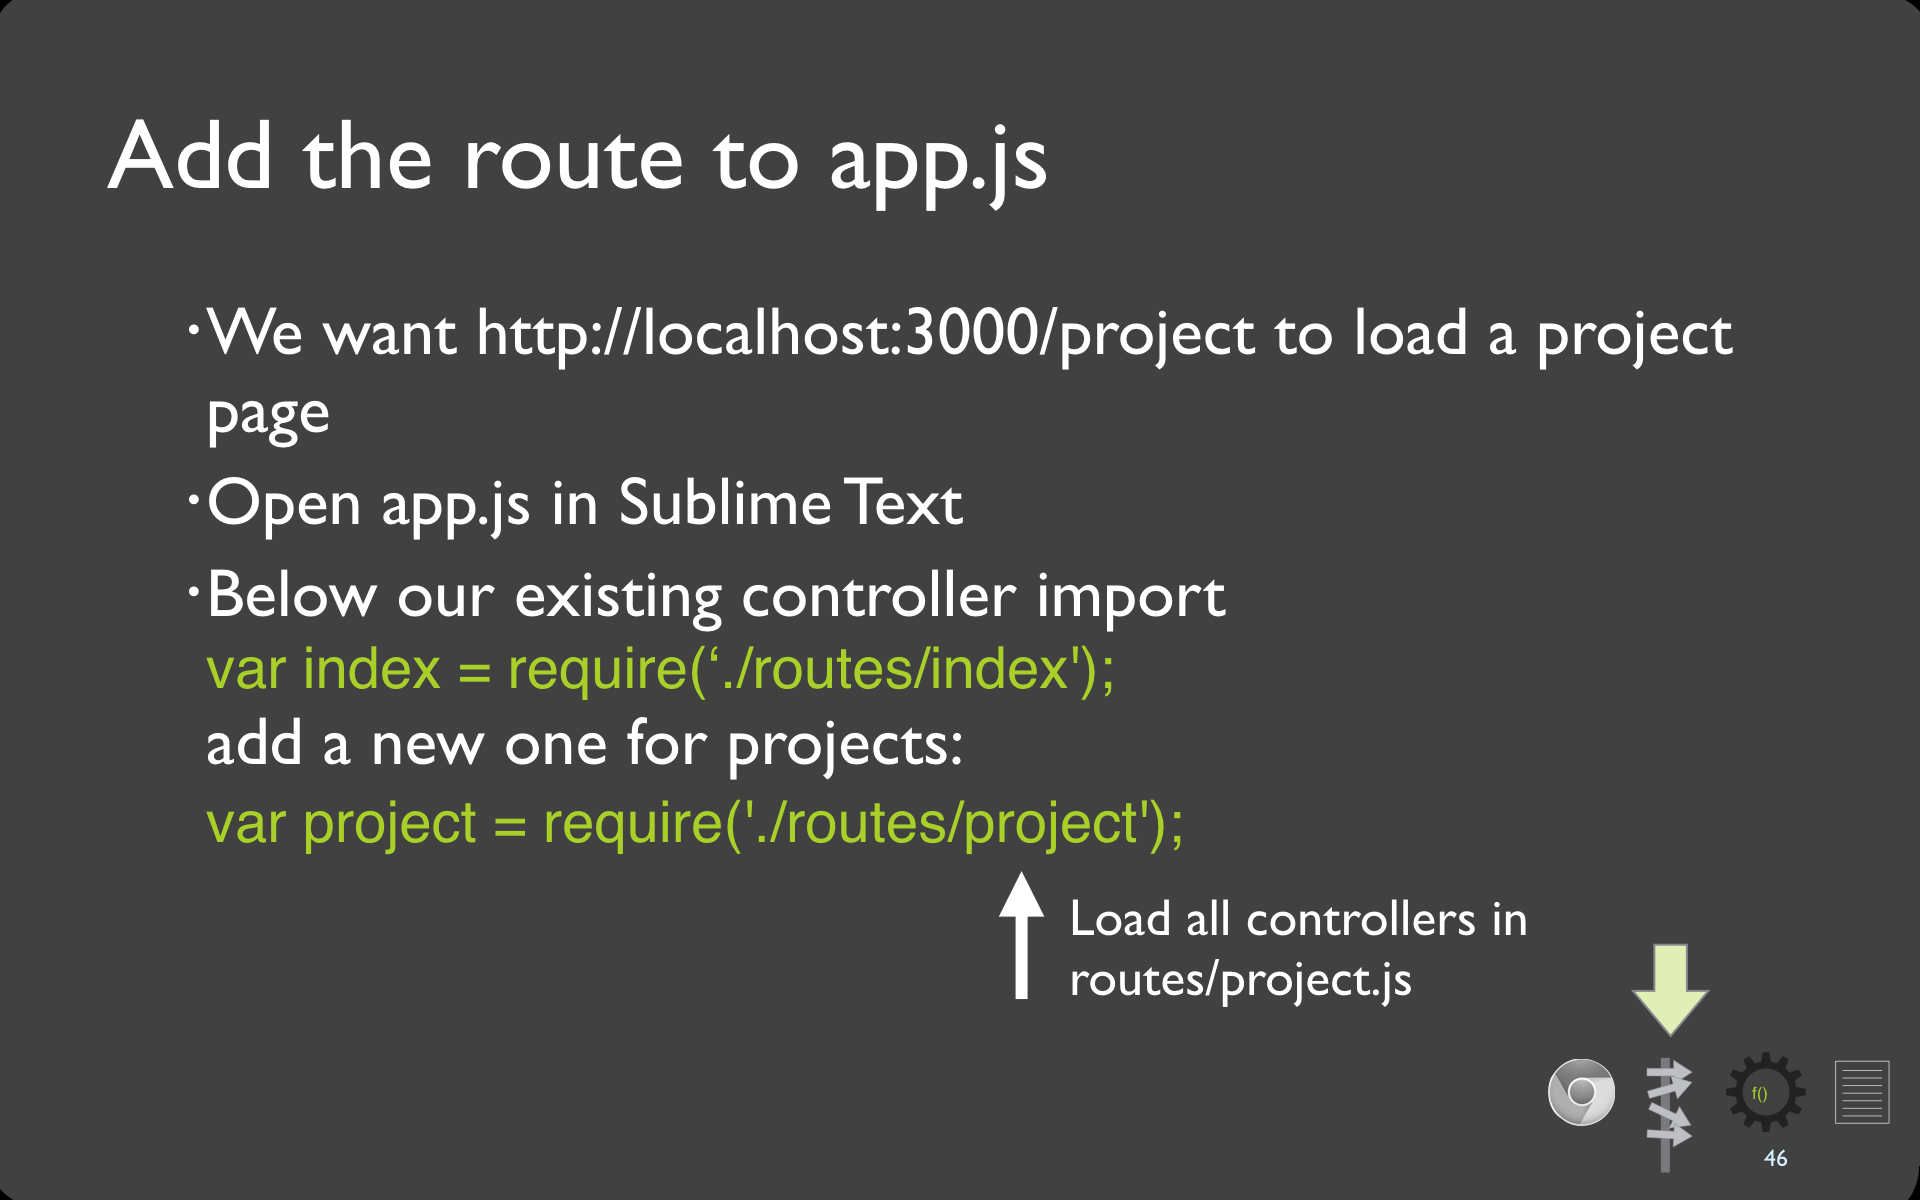 Add the route to app.js
•We want http://localhost:3000/project to load a project
page
•Open app.js in Sublime Text
•Below our existing controller import
var index = require(‘./routes/index');
add a new one for projects:
var project = require('./routes/project');
Load all controllers in
routes/project.js
f()
46